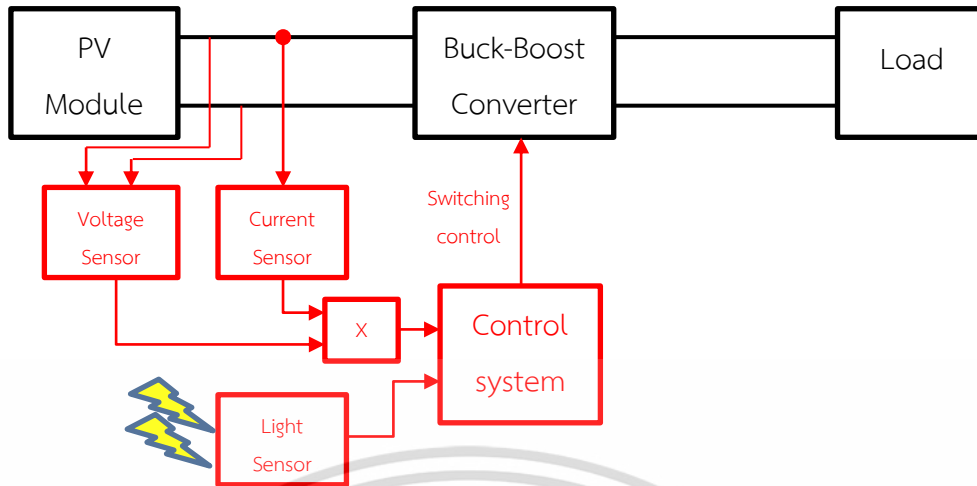 PV
Module
Buck-Boost
Converter
Load
Voltage
Sensor
Current
Sensor
Switching
control
X
Control
system
Light
Sensor